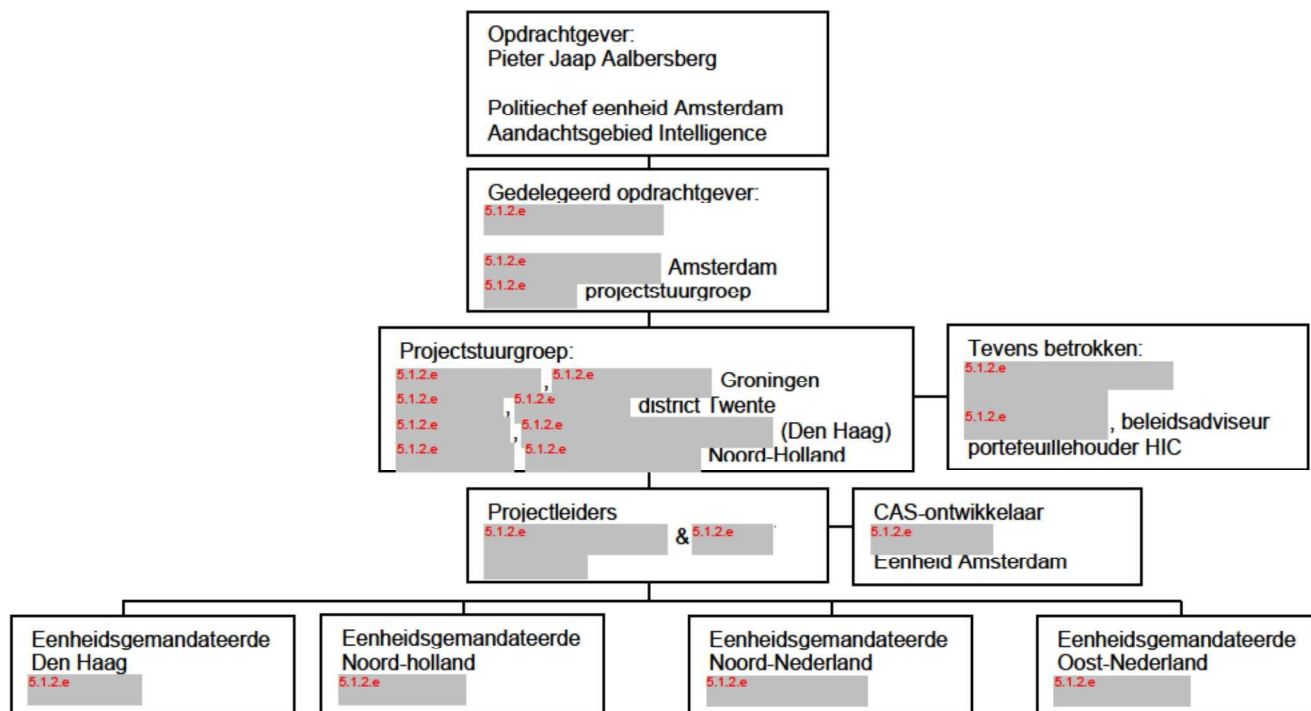 Opdrachtgever:
Pieter Jaap Aalbersberg
Politiechef eenheid Amsterdam
Aandachtsgebied Intelligence
Gedelegeerd opdrachtgever:
5.1.2.e
5.1.2.e Amsterdam
5.1.2.e projectstuurgroep
Projectstuurgroep:
5.1.2.e , 5.1.2.e Groningen
5.1.2.e , 5.1.2.e district Twente
5.1.2.e , 5.1.2.e (Den Haag)
5.1.2.e 5.1.2.e Noord-Holland
Tevens betrokken:
5.1.2.e
5.1.2.e , beleidsadviseur
portefeuillehouder HIC
Projectleiders
5.1.2.e & 5.1.2.e
CAS-ontwikkelaar
5.1.2.e
Eenheid Amsterdam
Eenheidsgemandateerde
Den Haag
5.1.2.e
Eenheidsgemandateerde
Noord-holland
5.1.2.e
Eenheidsgemandateerde
Noord-Nederland
5.1.2.e
Eenheidsgemandateerde
Oost-Nederland
5.1.2.e